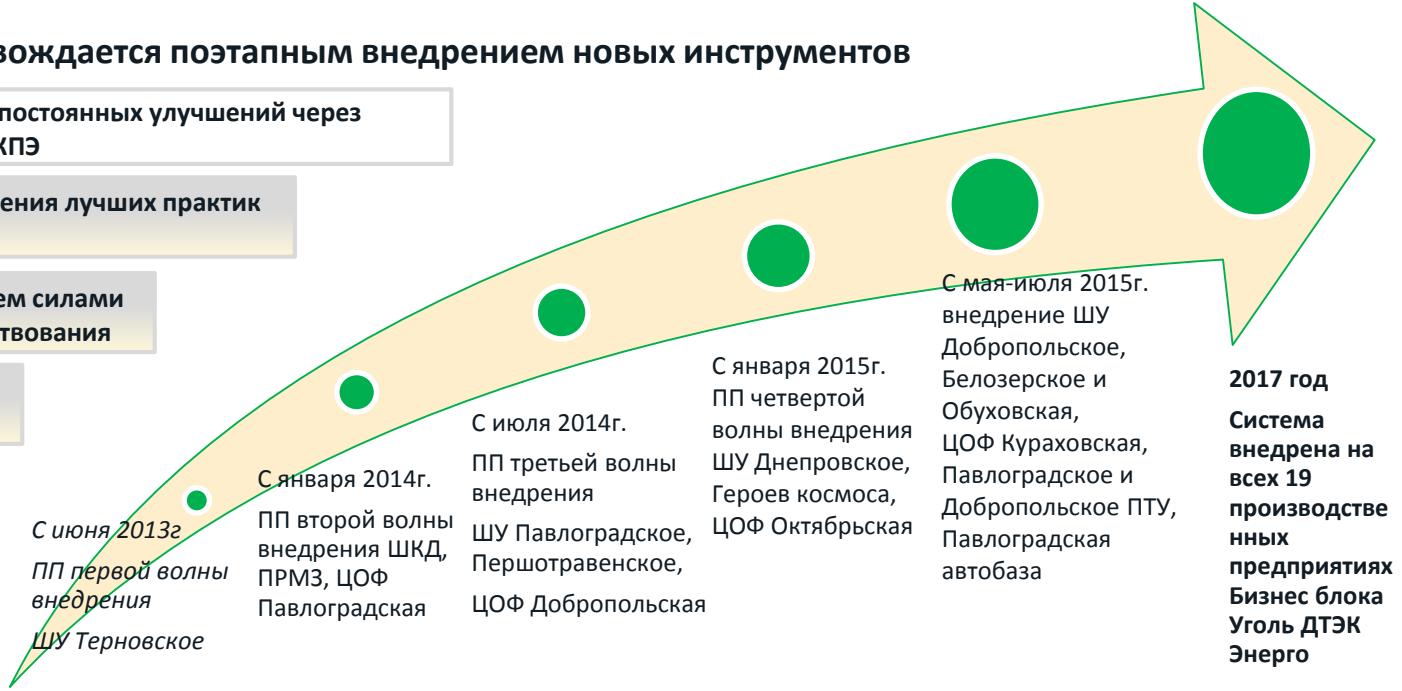 вождается поэтапным внедрением новых инструментов
постоянных улучшений через
КПЭ
ения лучших практик
ем силами
твования
С июня 2013г
ПП первой волны
внедрения
ШУ Терновское
С января 2014г.
ПП второй волны
внедрения ШКД,
ПРМЗ, ЦОФ
Павлоградская
С июля 2014г.
ПП третьей волны
внедрения
ШУ Павлоградское,
Першотравенское,
ЦОФ Добропольская
С января 2015г.
ПП четвертой
волны внедрения
ШУ Днепровское,
Героев космоса,
ЦОФ Октябрьская
С мая-июля 2015г.
внедрение ШУ
Добропольское,
Белозерское и
Обуховская,
ЦОФ Кураховская,
Павлоградское и
Добропольское ПТУ,
Павлоградская
автобаза
2017 год
Система
внедрена на
всех 19
производстве
нных
предприятиях
Бизнес блока
Уголь ДТЭК
Энерго